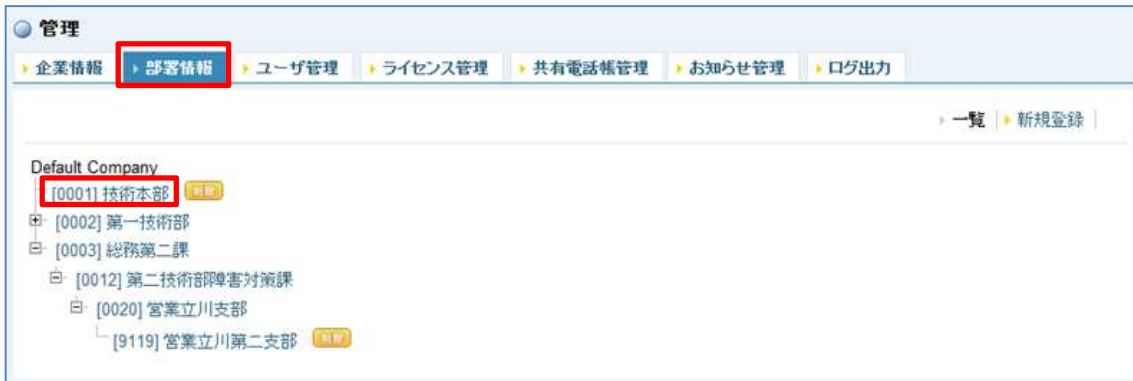 管理
企業情報 部署情報 ユーザ管理 ライセンス管理 共有電話帳管理 お知らせ管理 ログ出力
一覧 新規登録
Default Company
[0001] 技術本部 削除
[0002] 第一技術部
[0003] 総務第二課
[0012] 第二技術部障害対策課
[0020] 営業立川支部
[9119] 営業立川第二支部 削除